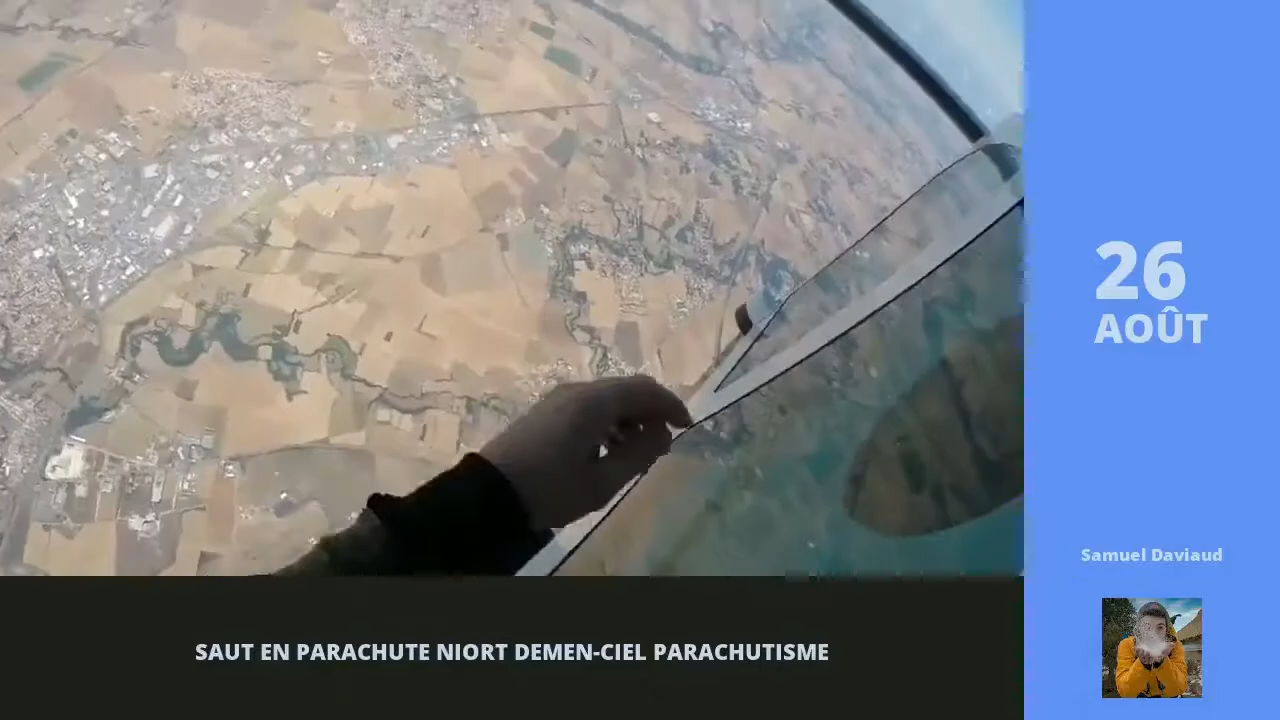 26
AOÛT
Samuel Daviaud
SAUT EN PARACHUTE NIORT DEMEN-CIEL PARACHUTISME